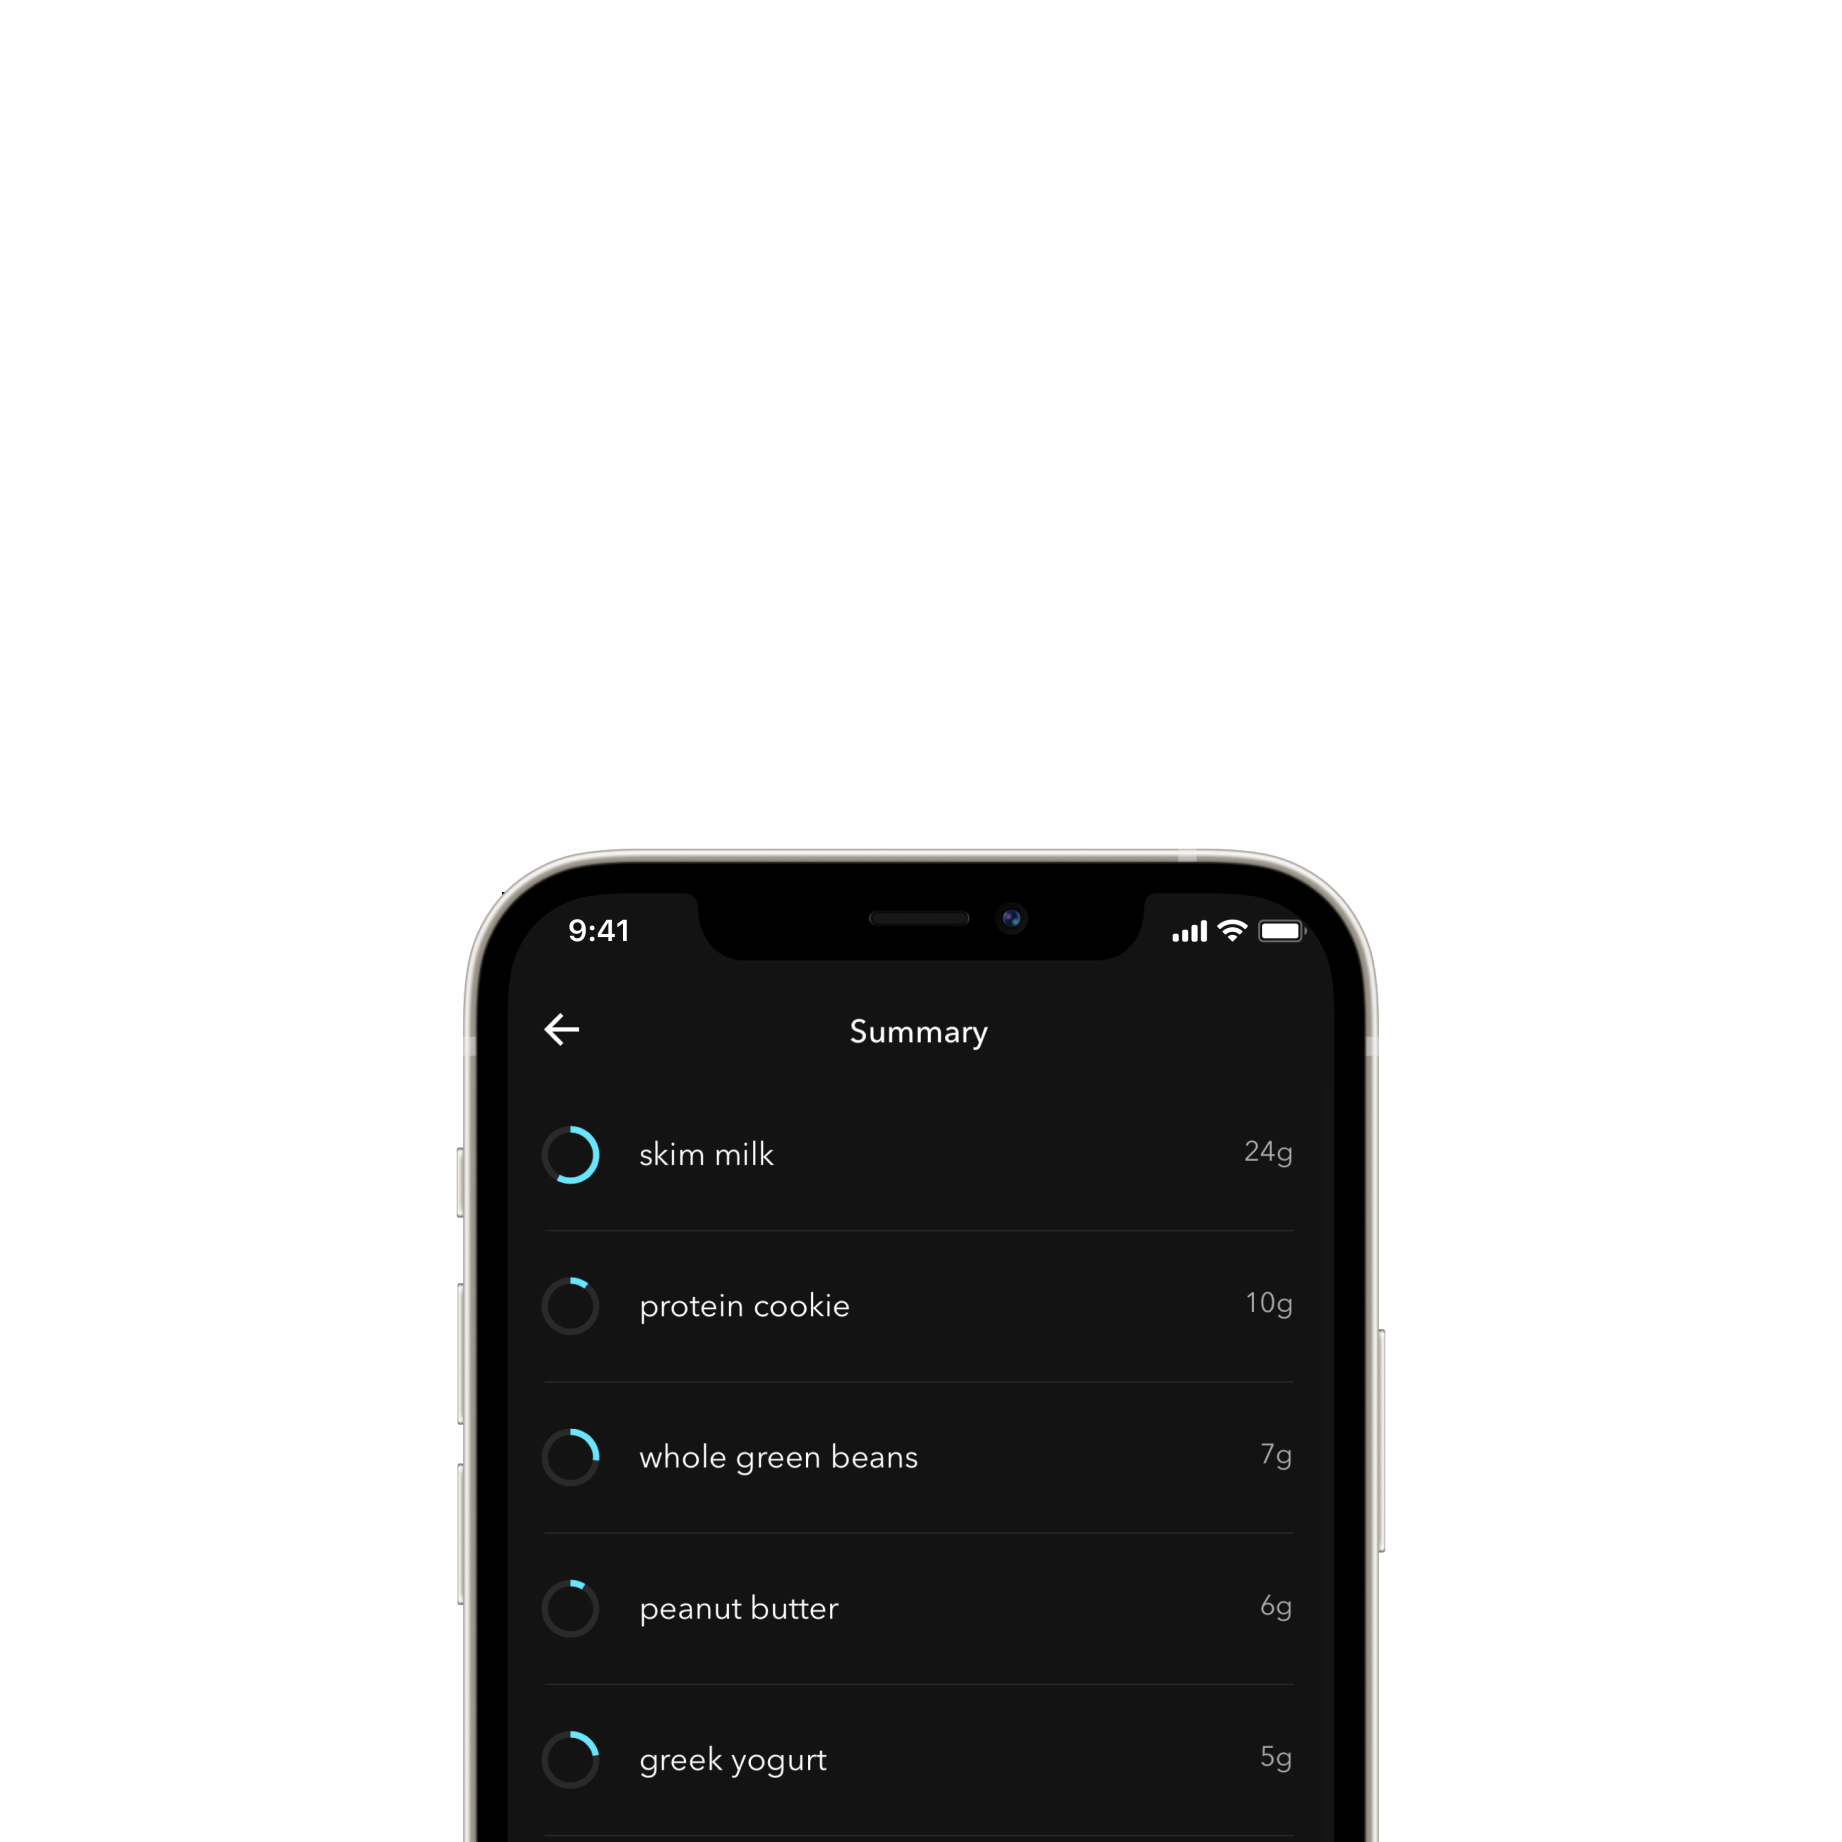 9:41
Summary
skim milk 24g
protein cookie 10g
whole green beans 7g
peanut butter 6g
greek yogurt 5g